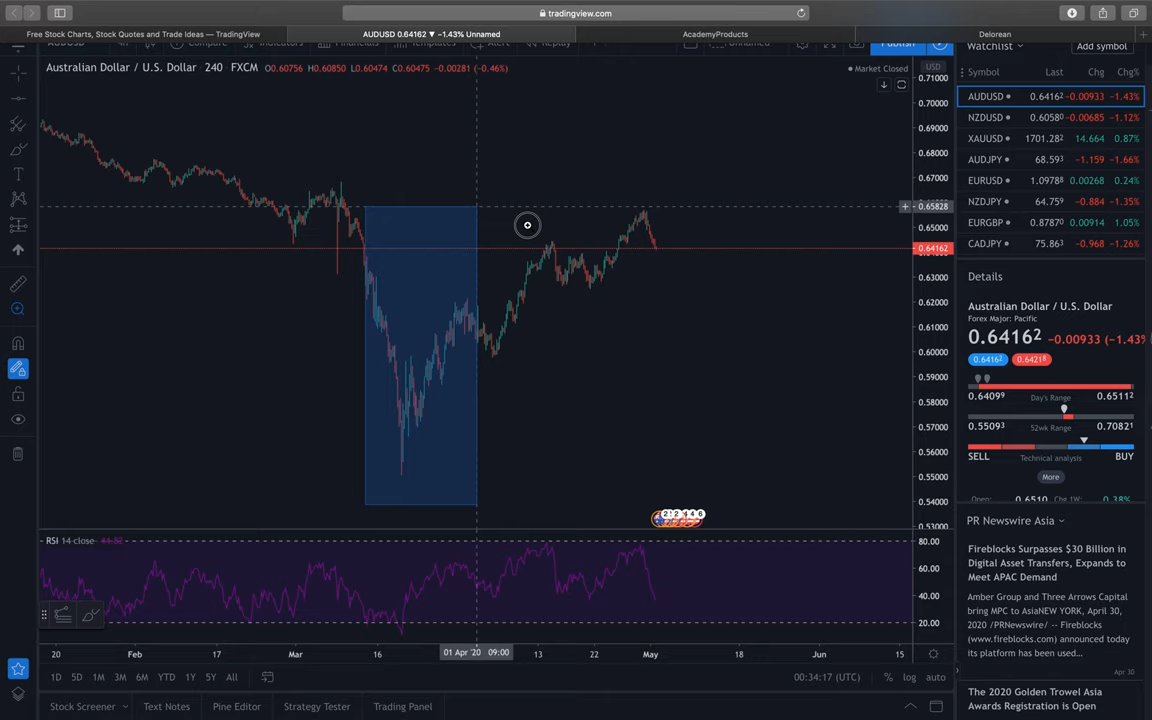 tradingview.com
Free Stock Charts, Stock Quotes and Trade Ideas — TradingView
AUDUSD 0.64162 ▼ −1.43% Unnamed
AcademyProducts
Delorean
Watchlist
Add symbol
Australian Dollar / U.S. Dollar · 240 · FXCM O0.60756 H0.60850 L0.60474 C0.60475 −0.00281 (−0.46%)
Market Closed
USD
Symbol Last Chg Chg%
AUDUSD 0.64162 −0.00933 −1.43%
NZDUSD 0.60580 −0.00685 −1.12%
XAUUSD 1701.282 14.664 0.87%
AUDJPY 68.593 −1.159 −1.66%
EURUSD 1.09788 0.00268 0.24%
NZDJPY 64.759 −0.884 −1.35%
EURGBP 0.87870 0.00914 1.05%
CADJPY 75.863 −0.968 −1.26%
0.71000
0.70000
0.69000
0.68000
0.67000
0.65828
0.65000
0.64162
0.63000
0.62000
0.61000
0.60000
0.59000
0.58000
0.57000
0.56000
0.55000
0.54000
0.53000
Details
Australian Dollar / U.S. Dollar
Forex Major: Pacific
0.64162 −0.00933 (−1.43%
0.64162 0.64218
0.64099 Day's Range 0.65112
0.55093 52wk Range 0.70821
SELL Technical analysis BUY
More
Open: 0.6510 Chg 1W: 0.38%
PR Newswire Asia
Fireblocks Surpasses $30 Billion in
Digital Asset Transfers, Expands to
Meet APAC Demand
Amber Group and Three Arrows Capital
bring MPC to AsiaNEW YORK, April 30,
2020 /PRNewswire/ -- Fireblocks
(www.fireblocks.com) announced today
its platform has been used...
Apr 30
The 2020 Golden Trowel Asia
Awards Registration is Open
RSI 14 close 44.52
80.00
60.00
40.00
20.00
20 Feb 17 Mar 16 01 Apr '20 09:00 13 22 May 18 Jun 15
1D 5D 1M 3M 6M YTD 1Y 5Y All
00:34:17 (UTC) % log auto
Stock Screener Text Notes Pine Editor Strategy Tester Trading Panel